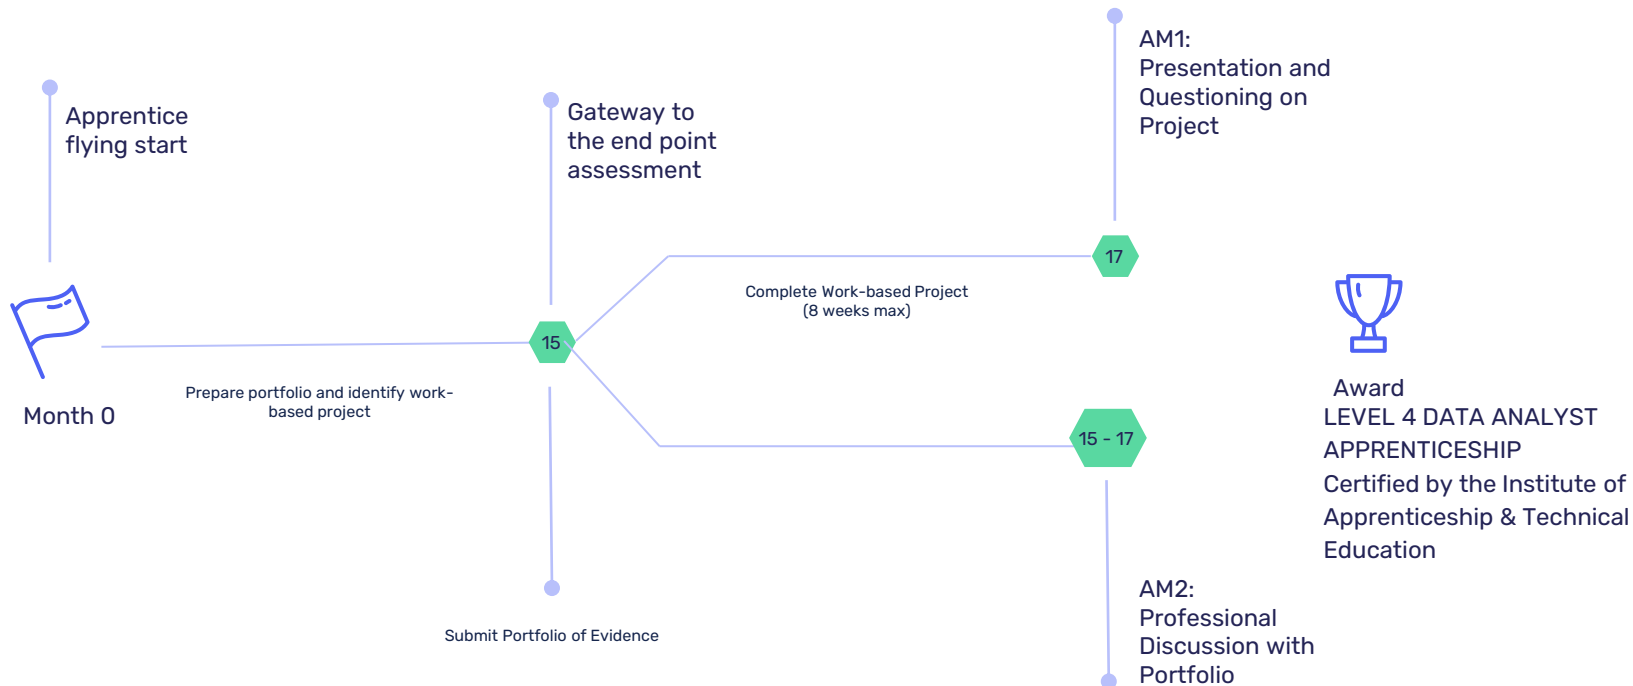 Apprentice
flying start
Month 0
Prepare portfolio and identify work-
based project
Gateway to
the end point
assessment
15
Submit Portfolio of Evidence
AM1:
Presentation and
Questioning on
Project
17
Complete Work-based Project
(8 weeks max)
15 - 17
AM2:
Professional
Discussion with
Portfolio
Award
LEVEL 4 DATA ANALYST
APPRENTICESHIP
Certified by the Institute of
Apprenticeship & Technical
Education